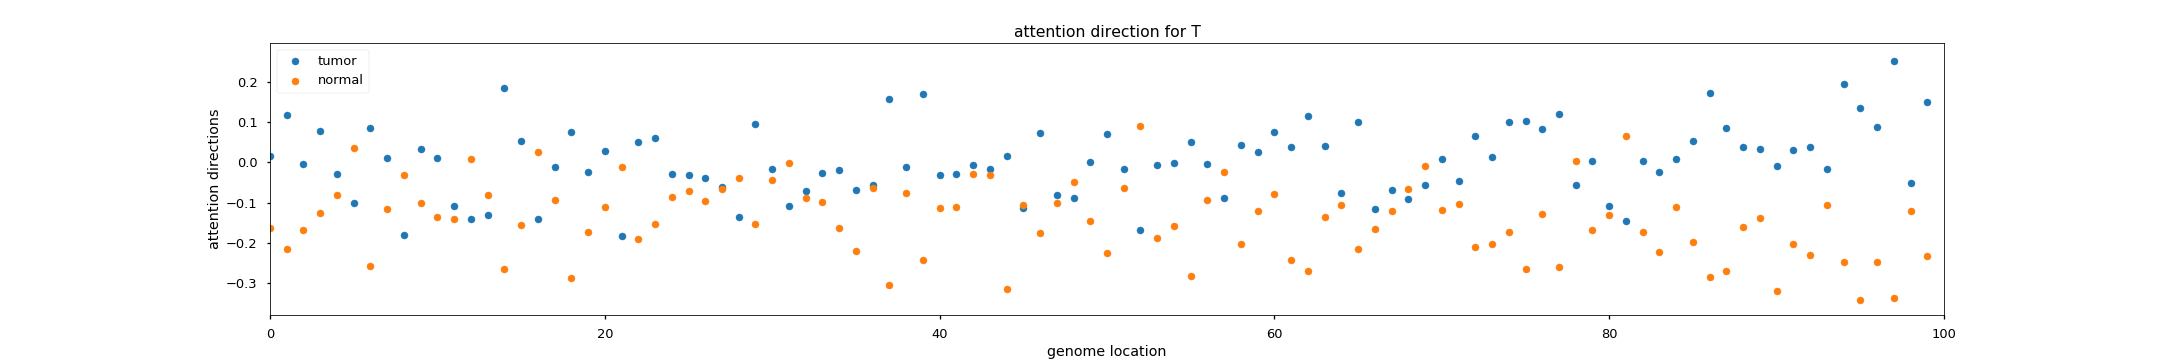 attention direction for T
tumor
normal
attention directions
0.2
0.1
0.0
−0.1
−0.2
−0.3
0 20 40 60 80 100
genome location